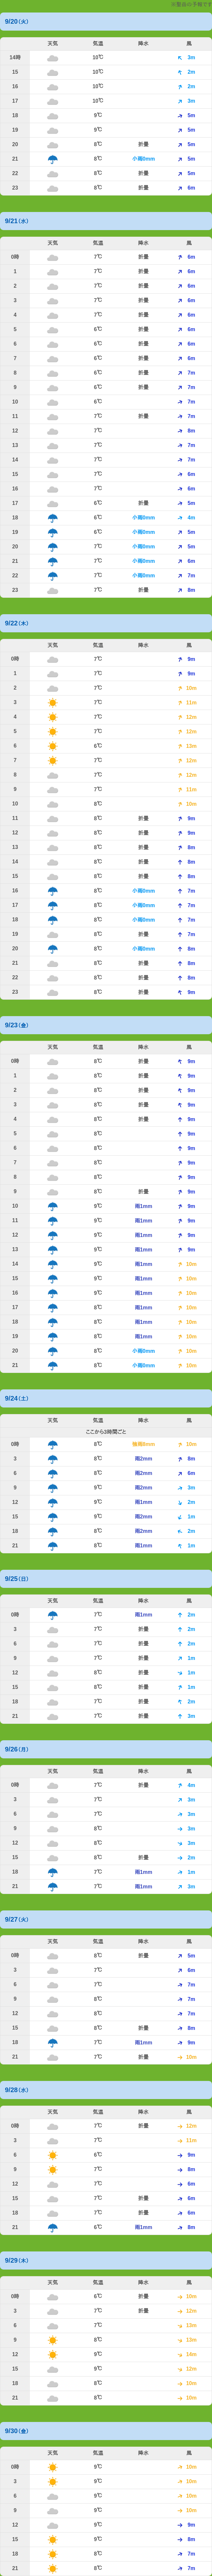 9/20(火)
天気 気温 降水 風
14時 10℃ 3m
15 10℃ 2m
16 10℃ 2m
17 10℃ 3m
18 9℃ 5m
19 9℃ 5m
20 8℃ 折畳 5m
21 8℃ 小雨0mm 5m
22 8℃ 折畳 5m
23 8℃ 折畳 6m
9/21(水)
天気 気温 降水 風
0時 7℃ 折畳 6m
1 7℃ 折畳 6m
2 7℃ 折畳 6m
3 7℃ 折畳 6m
4 7℃ 折畳 6m
5 6℃ 折畳 6m
6 6℃ 折畳 6m
7 6℃ 折畳 6m
8 6℃ 折畳 7m
9 6℃ 折畳 7m
10 6℃ 7m
11 7℃ 折畳 7m
12 7℃ 8m
13 7℃ 7m
14 7℃ 7m
15 7℃ 6m
16 7℃ 6m
17 6℃ 折畳 5m
18 6℃ 小雨0mm 4m
19 6℃ 小雨0mm 5m
20 7℃ 小雨0mm 5m
21 7℃ 小雨0mm 6m
22 7℃ 小雨0mm 7m
23 7℃ 折畳 8m
9/22(木)
天気 気温 降水 風
0時 7℃ 9m
1 7℃ 9m
2 7℃ 10m
3 7℃ 11m
4 7℃ 12m
5 7℃ 12m
6 6℃ 13m
7 7℃ 12m
8 7℃ 12m
9 7℃ 11m
10 8℃ 10m
11 8℃ 折畳 9m
12 8℃ 折畳 9m
13 8℃ 折畳 8m
14 8℃ 折畳 8m
15 8℃ 折畳 8m
16 8℃ 小雨0mm 7m
17 8℃ 小雨0mm 7m
18 8℃ 小雨0mm 7m
19 8℃ 折畳 7m
20 8℃ 小雨0mm 8m
21 8℃ 折畳 8m
22 8℃ 折畳 8m
23 8℃ 折畳 9m
9/23(金)
天気 気温 降水 風
0時 8℃ 折畳 9m
1 8℃ 折畳 9m
2 8℃ 折畳 9m
3 8℃ 折畳 9m
4 8℃ 折畳 9m
5 8℃ 9m
6 8℃ 9m
7 8℃ 9m
8 8℃ 9m
9 8℃ 折畳 9m
10 9℃ 雨1mm 9m
11 9℃ 雨1mm 9m
12 9℃ 雨1mm 9m
13 9℃ 雨1mm 9m
14 9℃ 雨1mm 10m
15 9℃ 雨1mm 10m
16 9℃ 雨1mm 10m
17 8℃ 雨1mm 10m
18 8℃ 雨1mm 10m
19 8℃ 雨1mm 10m
20 8℃ 小雨0mm 10m
21 8℃ 小雨0mm 10m
9/24(土)
天気 気温 降水 風
ここから3時間ごと
0時 8℃ 10m
3 7℃ 雨2mm 8m
6 8℃ 雨2mm 6m
9 9℃ 雨2mm 3m
12 9℃ 雨1mm 2m
15 9℃ 雨2mm 1m
18 8℃ 雨2mm 2m
21 8℃ 雨1mm 1m
9/25(日)
天気 気温 降水 風
0時 7℃ 雨1mm 2m
3 7℃ 折畳 2m
6 7℃ 折畳 2m
9 7℃ 折畳 1m
12 8℃ 折畳 1m
15 8℃ 折畳 1m
18 7℃ 折畳 2m
21 7℃ 折畳 3m
9/26(月)
天気 気温 降水 風
0時 7℃ 折畳 4m
3 7℃ 3m
6 7℃ 3m
9 8℃ 3m
12 8℃ 3m
15 8℃ 折畳 2m
18 7℃ 雨1mm 1m
21 7℃ 雨1mm 3m
9/27(火)
天気 気温 降水 風
0時 8℃ 折畳 5m
3 7℃ 6m
6 7℃ 7m
9 8℃ 7m
12 8℃ 7m
15 8℃ 折畳 8m
18 7℃ 雨1mm 9m
21 7℃ 折畳 10m
9/28(水)
天気 気温 降水 風
0時 7℃ 折畳 12m
3 7℃ 11m
6 6℃ 9m
9 7℃ 8m
12 7℃ 6m
15 7℃ 折畳 6m
18 7℃ 折畳 6m
21 6℃ 雨1mm 8m
9/29(木)
天気 気温 降水 風
0時 6℃ 折畳 10m
3 7℃ 折畳 12m
6 7℃ 13m
9 8℃ 13m
12 9℃ 14m
15 9℃ 12m
18 8℃ 10m
21 8℃ 10m
9/30(金)
天気 気温 降水 風
0時 9℃ 10m
3 9℃ 10m
6 8℃ 10m
9 9℃ 10m
12 9℃ 9m
15 9℃ 8m
18 8℃ 7m
21 8℃ 7m